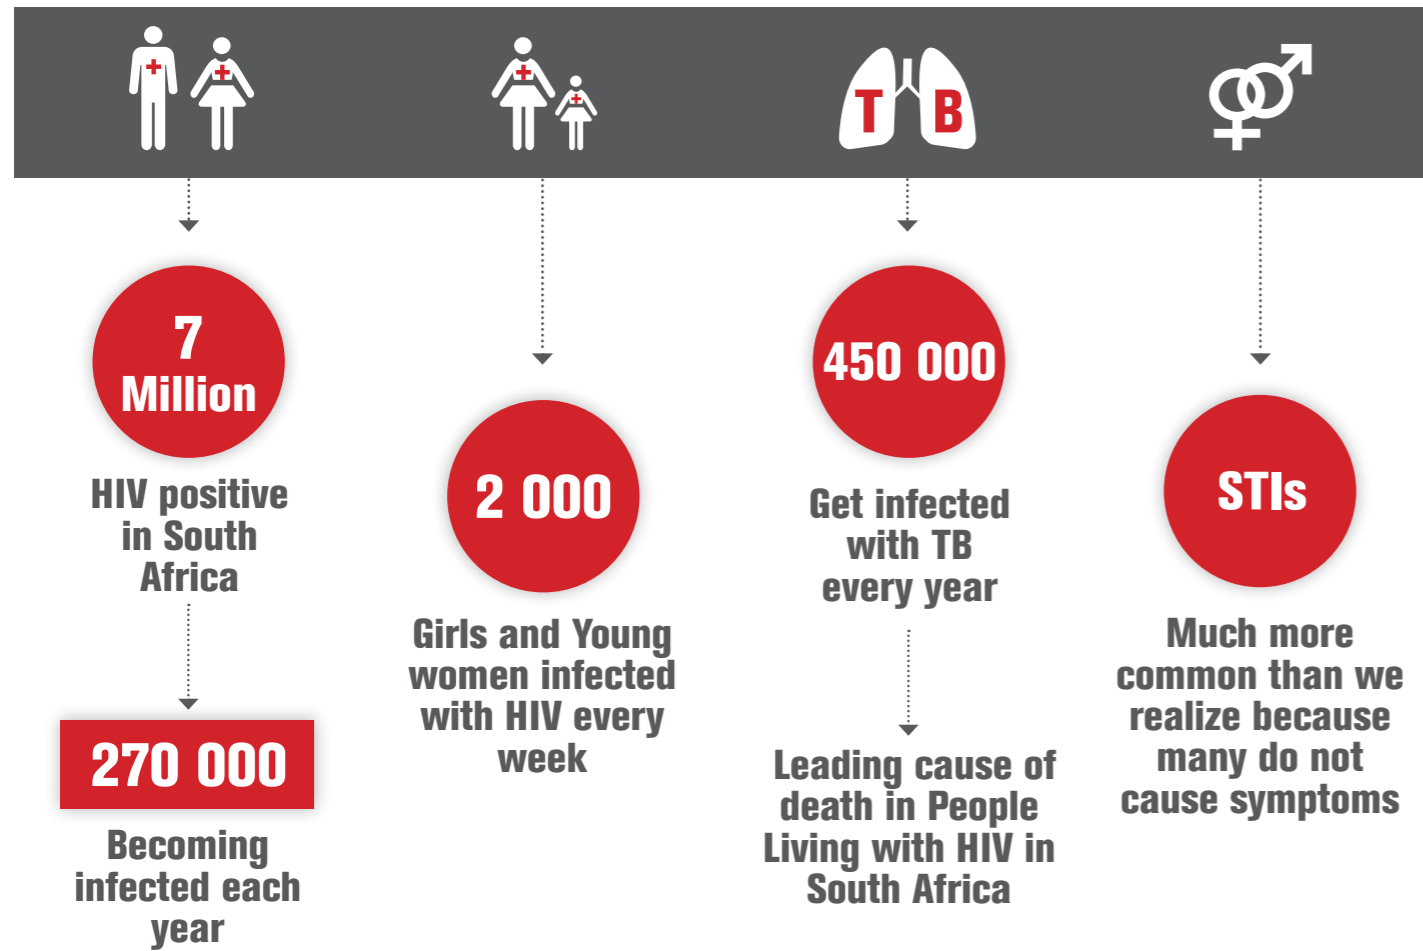 7
Million
HIV positive
in South
Africa
270 000
Becoming
infected each
year
2 000
Girls and Young
women infected
with HIV every
week
T B
450 000
Get infected
with TB
every year
Leading cause of
death in People
Living with HIV in
South Africa
STIs
Much more
common than we
realize because
many do not
cause symptoms